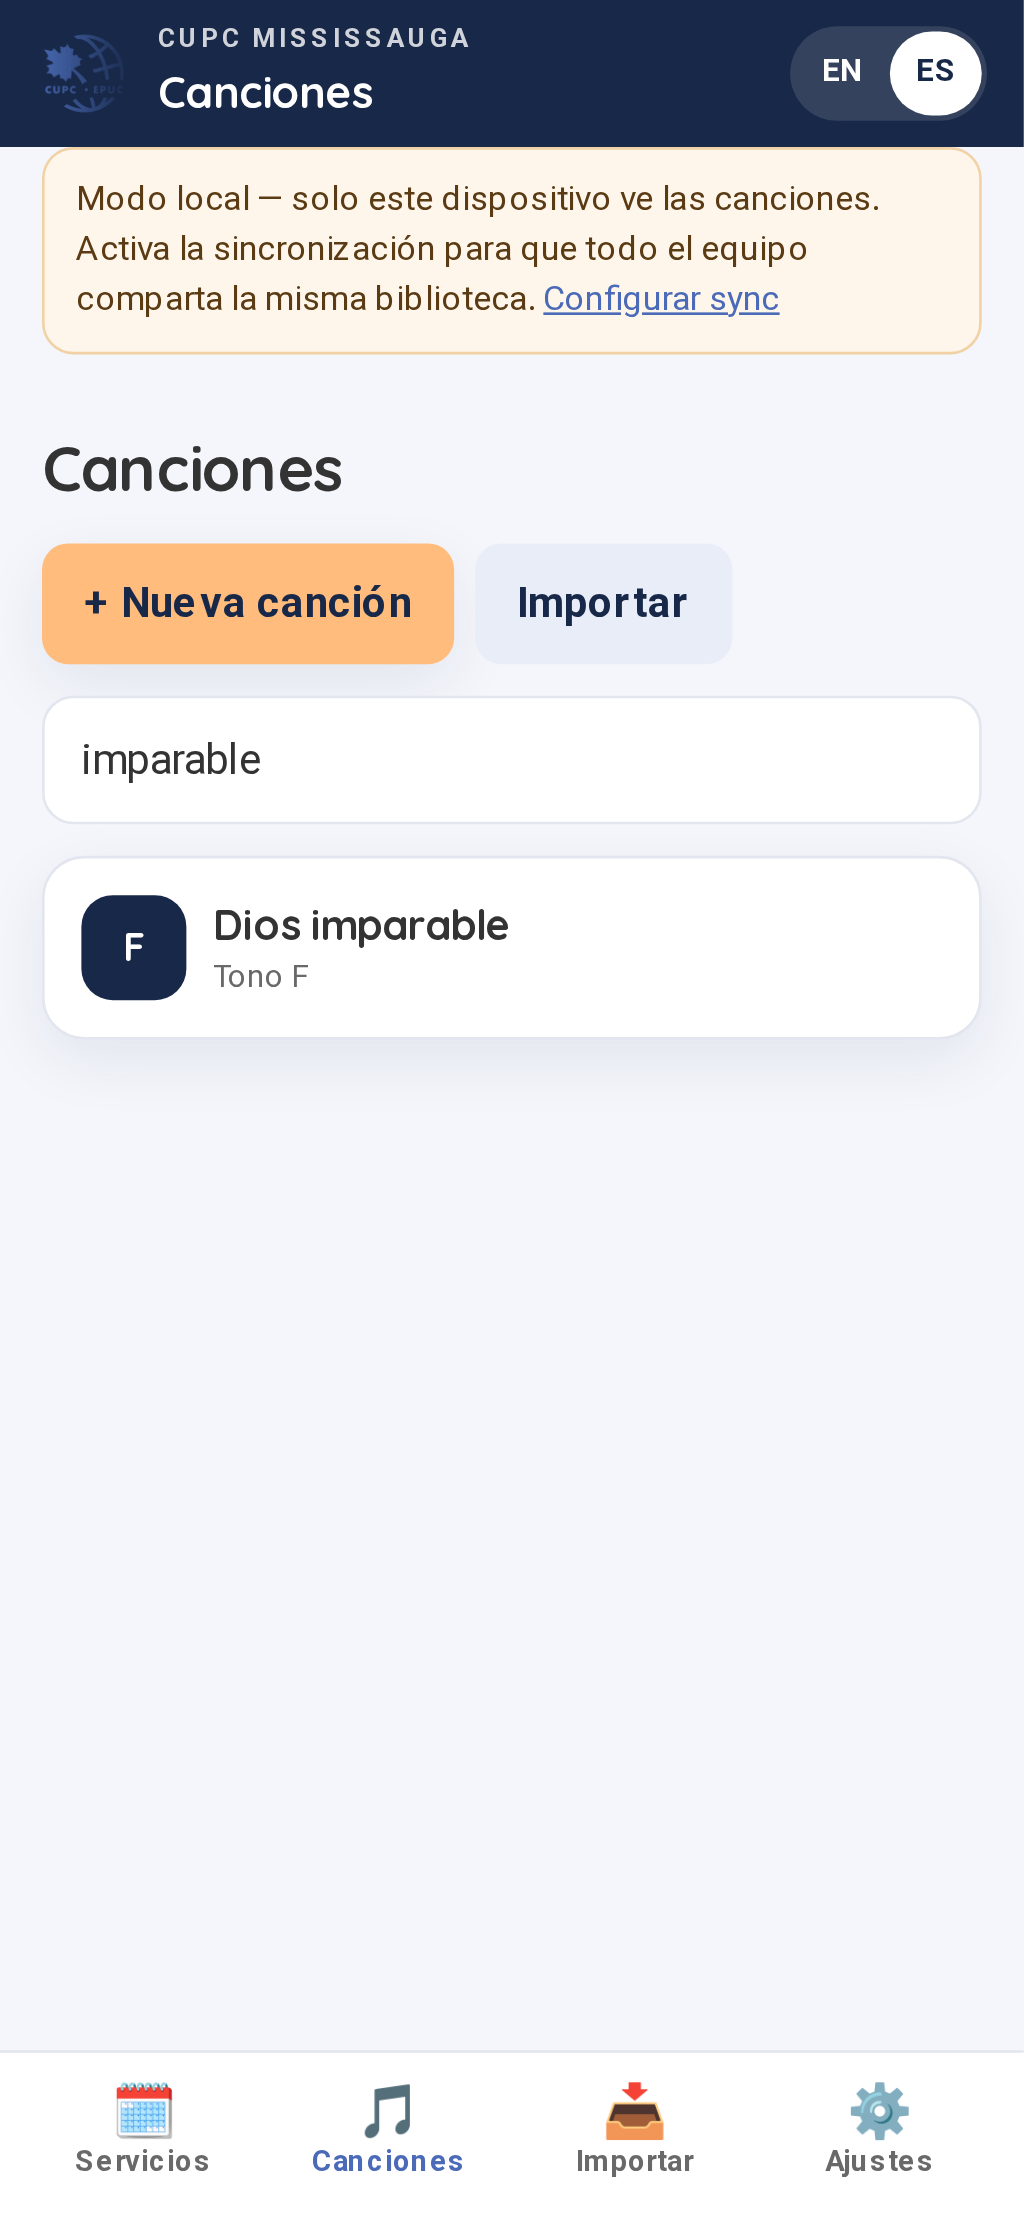 CUPC MISSISSAUGA
Canciones
EN ES
CUPC • EPUC
Modo local — solo este dispositivo ve las canciones.
Activa la sincronización para que todo el equipo
comparta la misma biblioteca. Configurar sync
Canciones
+ Nueva canción
Importar
imparable
F
Dios imparable
Tono F
Servicios
Canciones
Importar
Ajustes